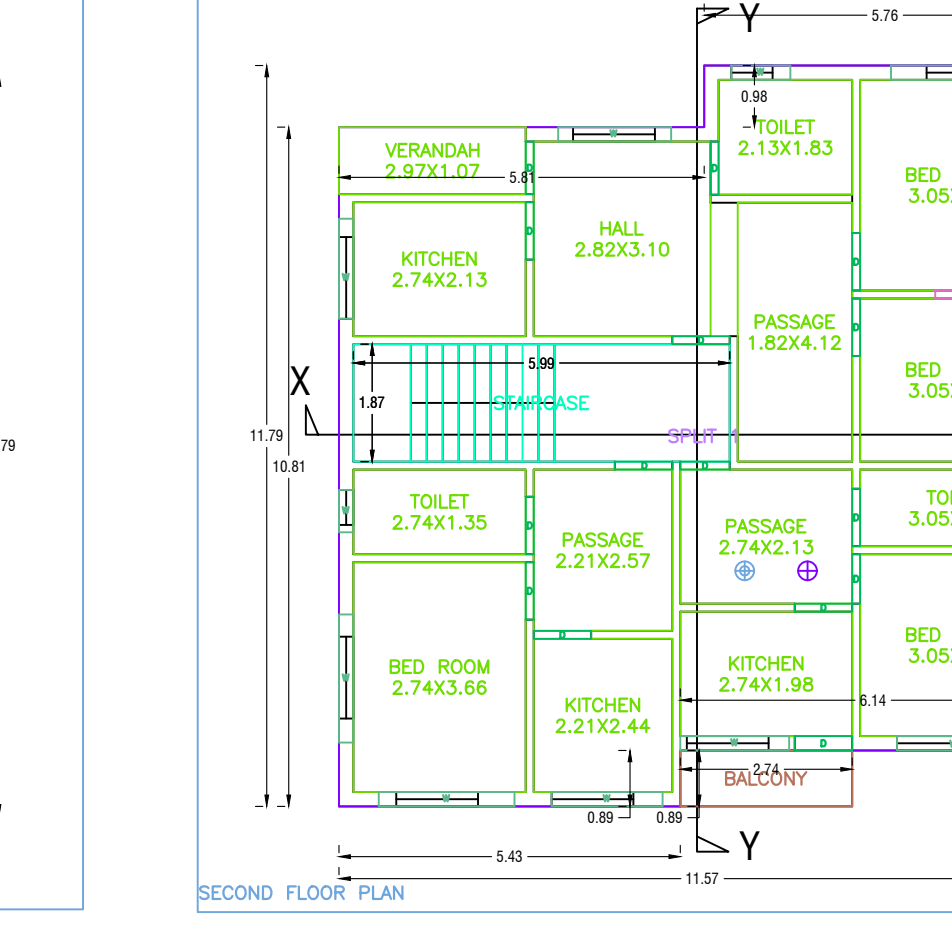 Y
5.76
0.98
TOILET
2.13X1.83
VERANDAH
2.97X1.07
5.81
D
D
W
W
BED
3.05
HALL
2.82X3.10
D
KITCHEN
2.74X2.13
W
D
PASSAGE
1.82X4.12
D
D
BED
3.05
5.99
X
1.87
STAIRCASE
SPLIT 1
11.79
79
10.81
D
D
TOILET
2.74X1.35
W
D
PASSAGE
2.21X2.57
PASSAGE
2.74X2.13
D
TO
3.05
D
D
D
D
BED ROOM
2.74X3.66
W
KITCHEN
2.21X2.44
KITCHEN
2.74X1.98
BED
3.05
6.14
W
D
2.74
BALCONY
W
W
0.89
0.89
Y
5.43
11.57
SECOND FLOOR PLAN